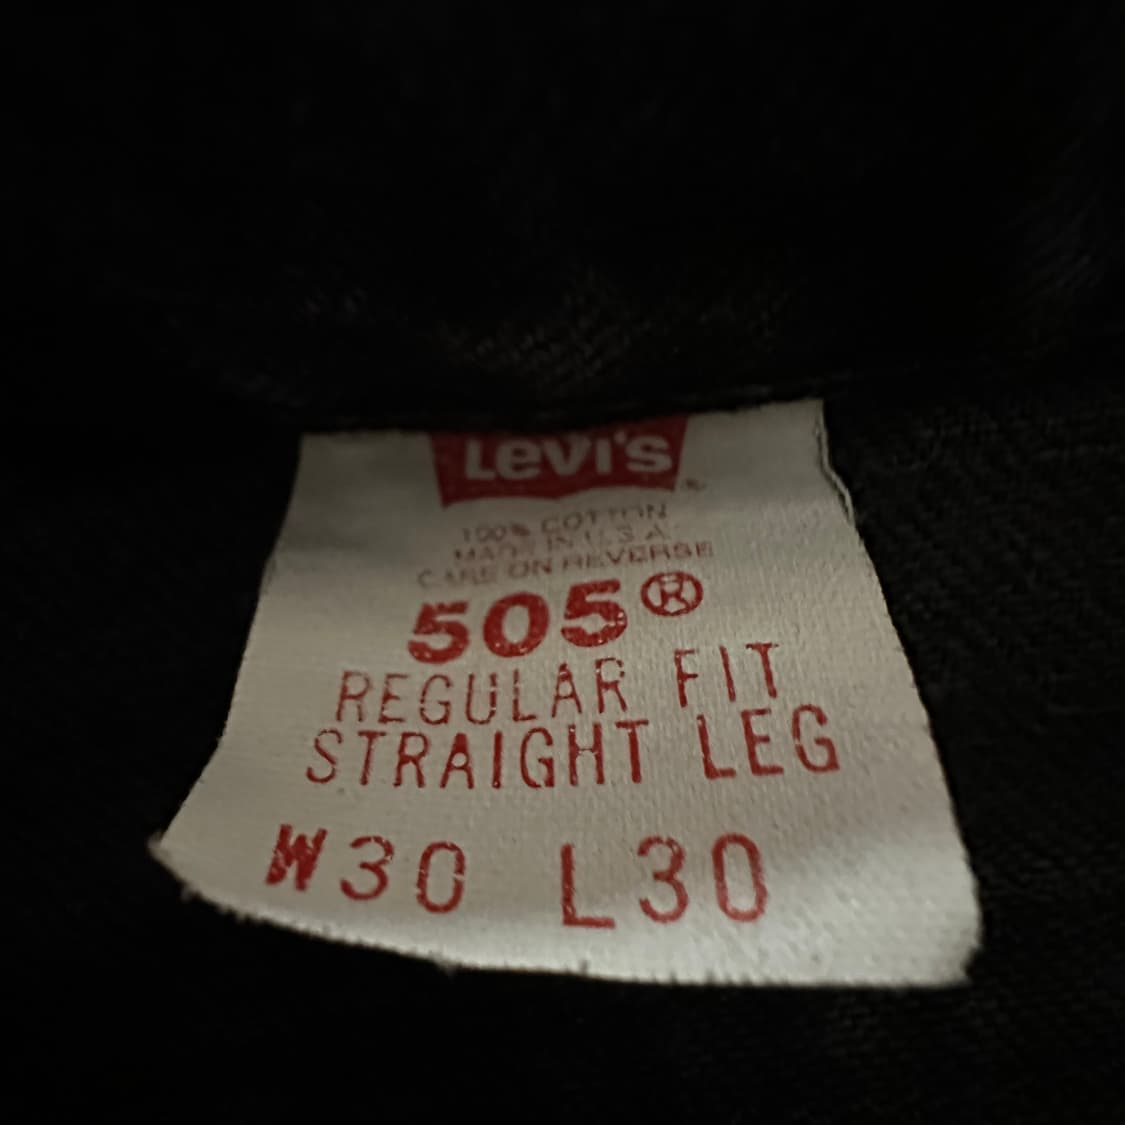 Levi's
100% COTTON
MADE IN U.S.A.
CARE ON REVERSE
505®
REGULAR FIT
STRAIGHT LEG
W30 L30